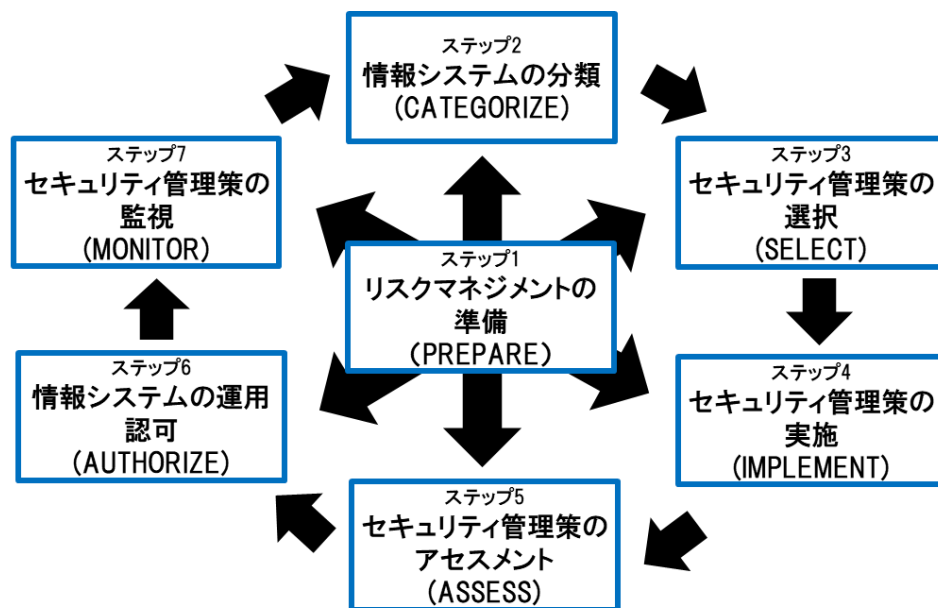 ステップ2
情報システムの分類
(CATEGORIZE)
ステップ7
セキュリティ管理策の
監視
(MONITOR)
ステップ3
セキュリティ管理策の
選択
(SELECT)
ステップ1
リスクマネジメントの
準備
(PREPARE)
ステップ6
情報システムの運用
認可
(AUTHORIZE)
ステップ4
セキュリティ管理策の
実施
(IMPLEMENT)
ステップ5
セキュリティ管理策の
アセスメント
(ASSESS)